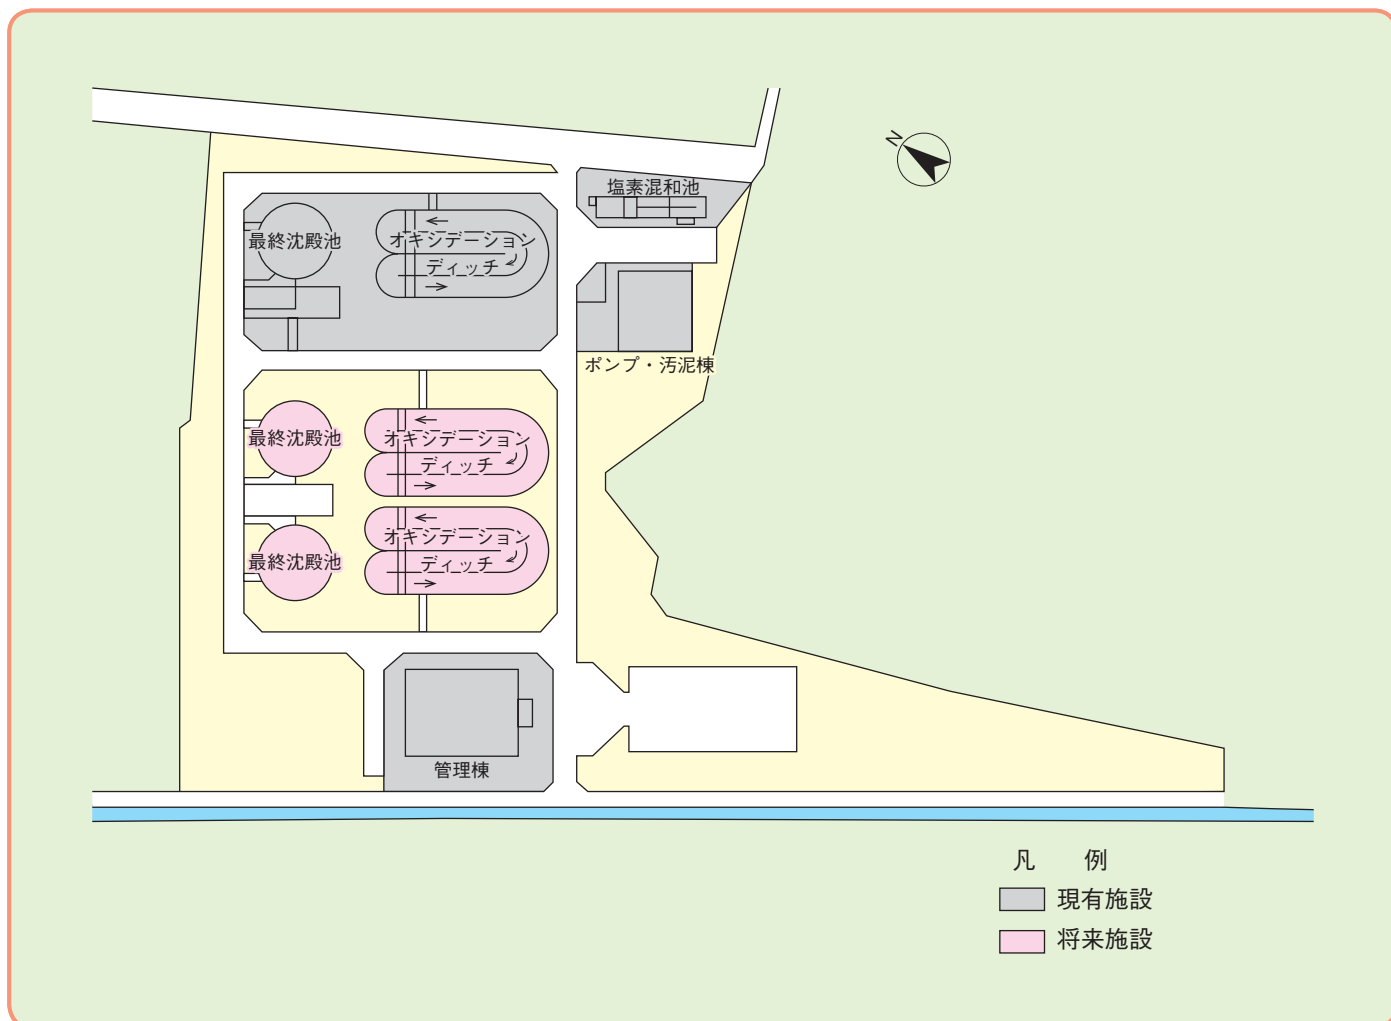 N
塩素混和池
最終沈殿池
オキシデーション
ディッチ
ポンプ・汚泥棟
最終沈殿池
オキシデーション
ディッチ
最終沈殿池
オキシデーション
ディッチ
管理棟
凡 例
現有施設
将来施設